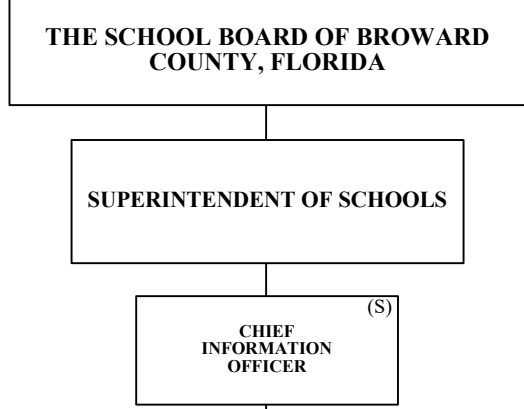 THE SCHOOL BOARD OF BROWARD
COUNTY, FLORIDA
SUPERINTENDENT OF SCHOOLS
(S)
CHIEF
INFORMATION
OFFICER